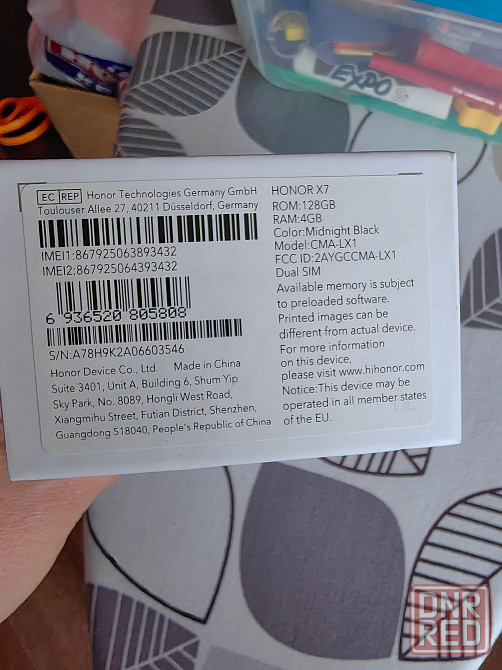 EXPO
EC REP Honor Technologies Germany GmbH
Toulouser Allee 27, 40211 Düsseldorf, Germany
IMEI1:867925063893432
IMEI2:867925064393432
6 936520 805808
S/N:A78H9K2A06603546
Honor Device Co., Ltd. Made in China
Suite 3401, Unit A, Building 6, Shum Yip
Sky Park, No. 8089, Hongli West Road,
Xiangmihu Street, Futian District, Shenzhen,
Guangdong 518040, People's Republic of China
HONOR X7
ROM:128GB
RAM:4GB
Color:Midnight Black
Model:CMA-LX1
FCC ID:2AYGCCMA-LX1
Dual SIM
Available memory is subject
to preloaded software.
Printed images can be
different from actual device.
For more information
on this device,
please visit www.hihonor.com
Notice:This device may be
operated in all member states
of the EU.
DNR
RED